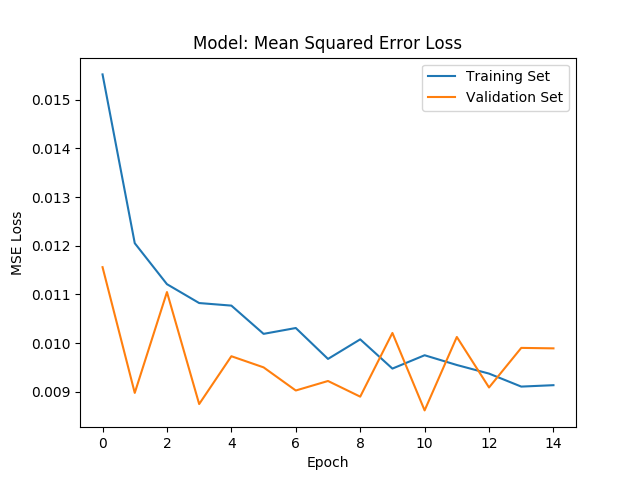 Model: Mean Squared Error Loss
Training Set
Validation Set
MSE Loss
0.015
0.014
0.013
0.012
0.011
0.010
0.009
0 2 4 6 8 10 12 14
Epoch